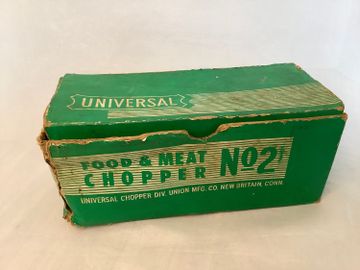 UNIVERSAL
FOOD & MEAT
CHOPPER No2
UNIVERSAL CHOPPER DIV. UNION MFG. CO. NEW BRITAIN, CONN.